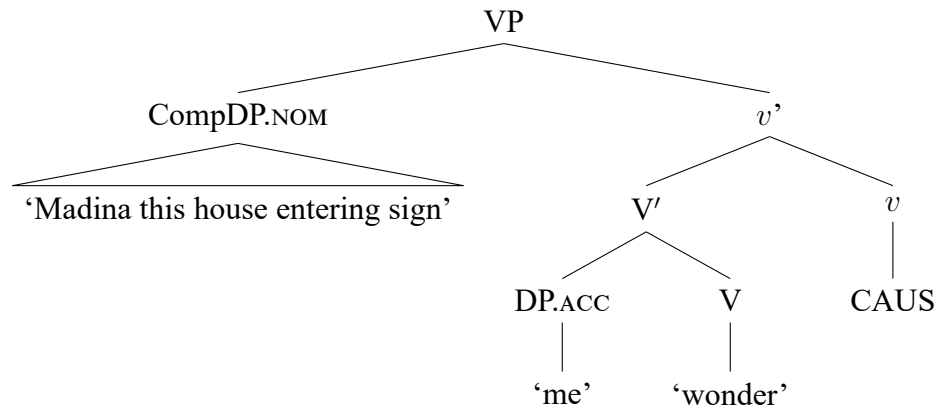 VP
CompDP.NOM v’
‘Madina this house entering sign’ V′ v
DP.ACC V CAUS
‘me’ ‘wonder’